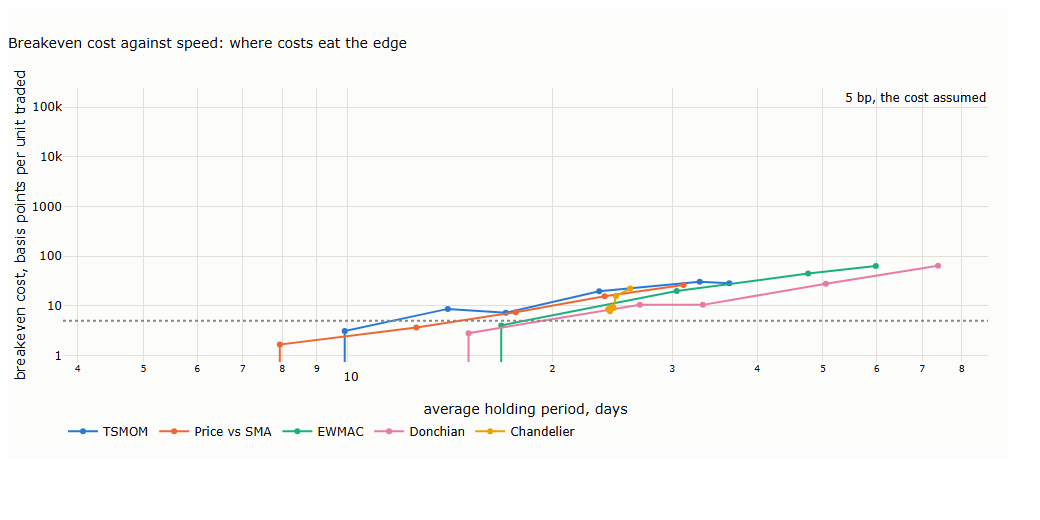 Breakeven cost against speed: where costs eat the edge
breakeven cost, basis points per unit traded
5 bp, the cost assumed
100k
10k
1000
100
10
1
4 5 6 7 8 9 10 2 3 4 5 6 7 8
average holding period, days
TSMOM Price vs SMA EWMAC Donchian Chandelier